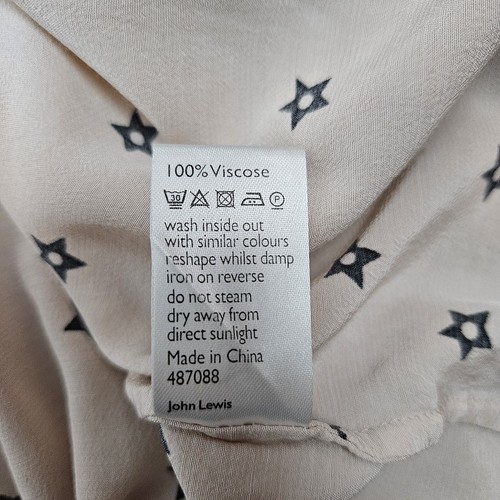 100% Viscose
30 P
wash inside out
with similar colours
reshape whilst damp
iron on reverse
do not steam
dry away from
direct sunlight
Made in China
487088
John Lewis